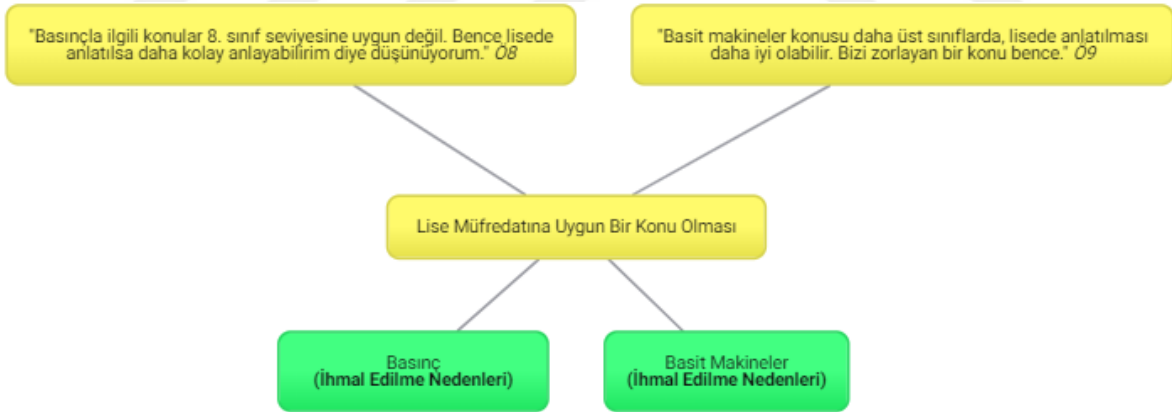 "Basınçla ilgili konular 8. sınıf seviyesine uygun değil. Bence lisede
anlatılsa daha kolay anlayabilirim diye düşünüyorum." Ö8
"Basit makineler konusu daha üst sınıflarda, lisede anlatılması
daha iyi olabilir. Bizi zorlayan bir konu bence." Ö9
Lise Müfredatına Uygun Bir Konu Olması
Basınç
(İhmal Edilme Nedenleri)
Basit Makineler
(İhmal Edilme Nedenleri)